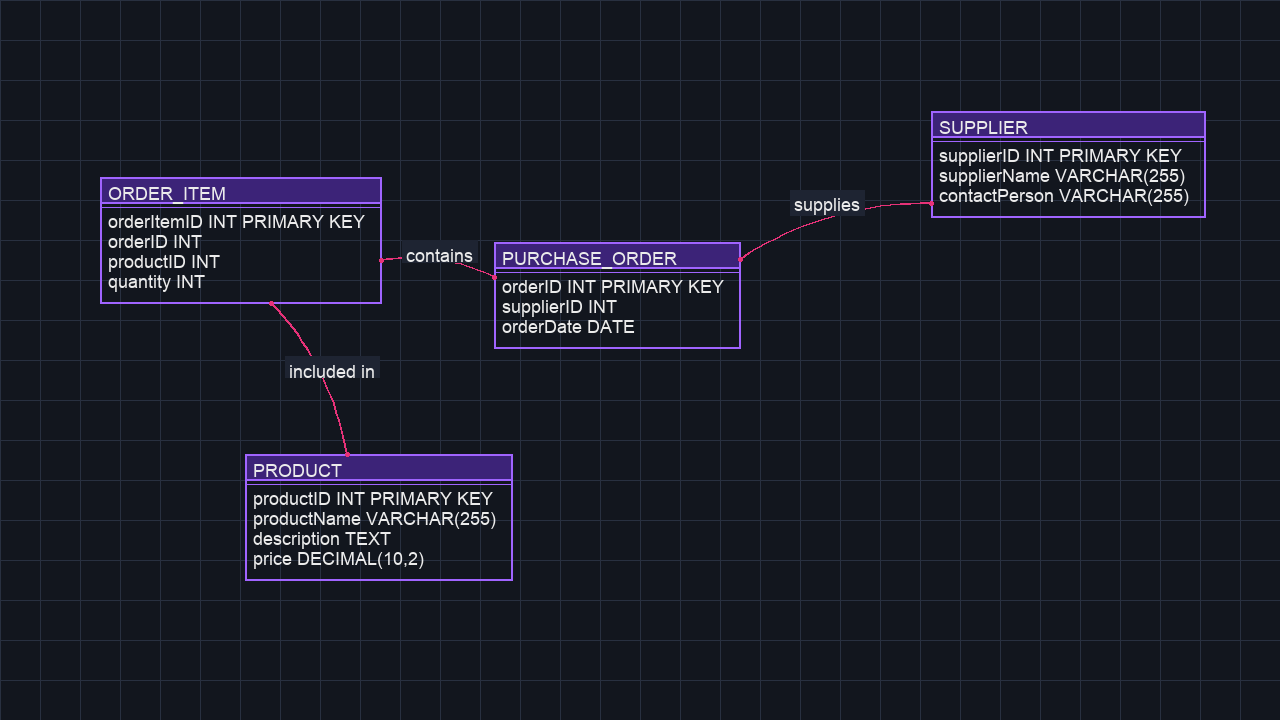 SUPPLIER
supplierID INT PRIMARY KEY
supplierName VARCHAR(255)
contactPerson VARCHAR(255)
supplies
ORDER_ITEM
orderItemID INT PRIMARY KEY
orderID INT
productID INT
quantity INT
contains
PURCHASE_ORDER
orderID INT PRIMARY KEY
supplierID INT
orderDate DATE
included in
PRODUCT
productID INT PRIMARY KEY
productName VARCHAR(255)
description TEXT
price DECIMAL(10,2)